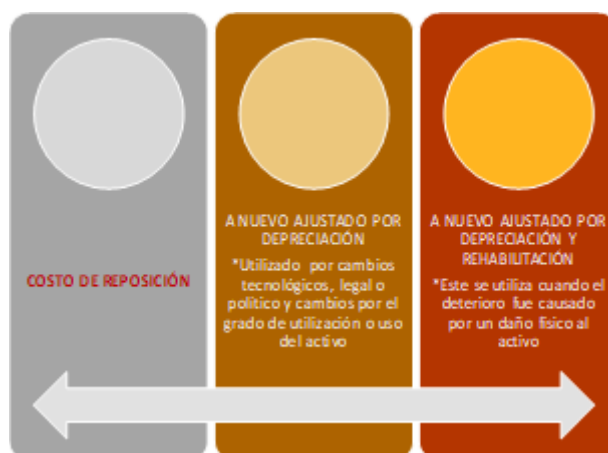 COSTO DE REPOSICIÓN
A NUEVO AJUSTADO POR
DEPRECIACIÓN
*Utilizado por cambios
tecnológicos, legal o
político y cambios por el
grado de utilización o uso
del activo
A NUEVO AJUSTADO POR
DEPRECIACIÓN Y
REHABILITACIÓN
*Este se utiliza cuando el
deterioro fue causado
por un daño físico al
activo